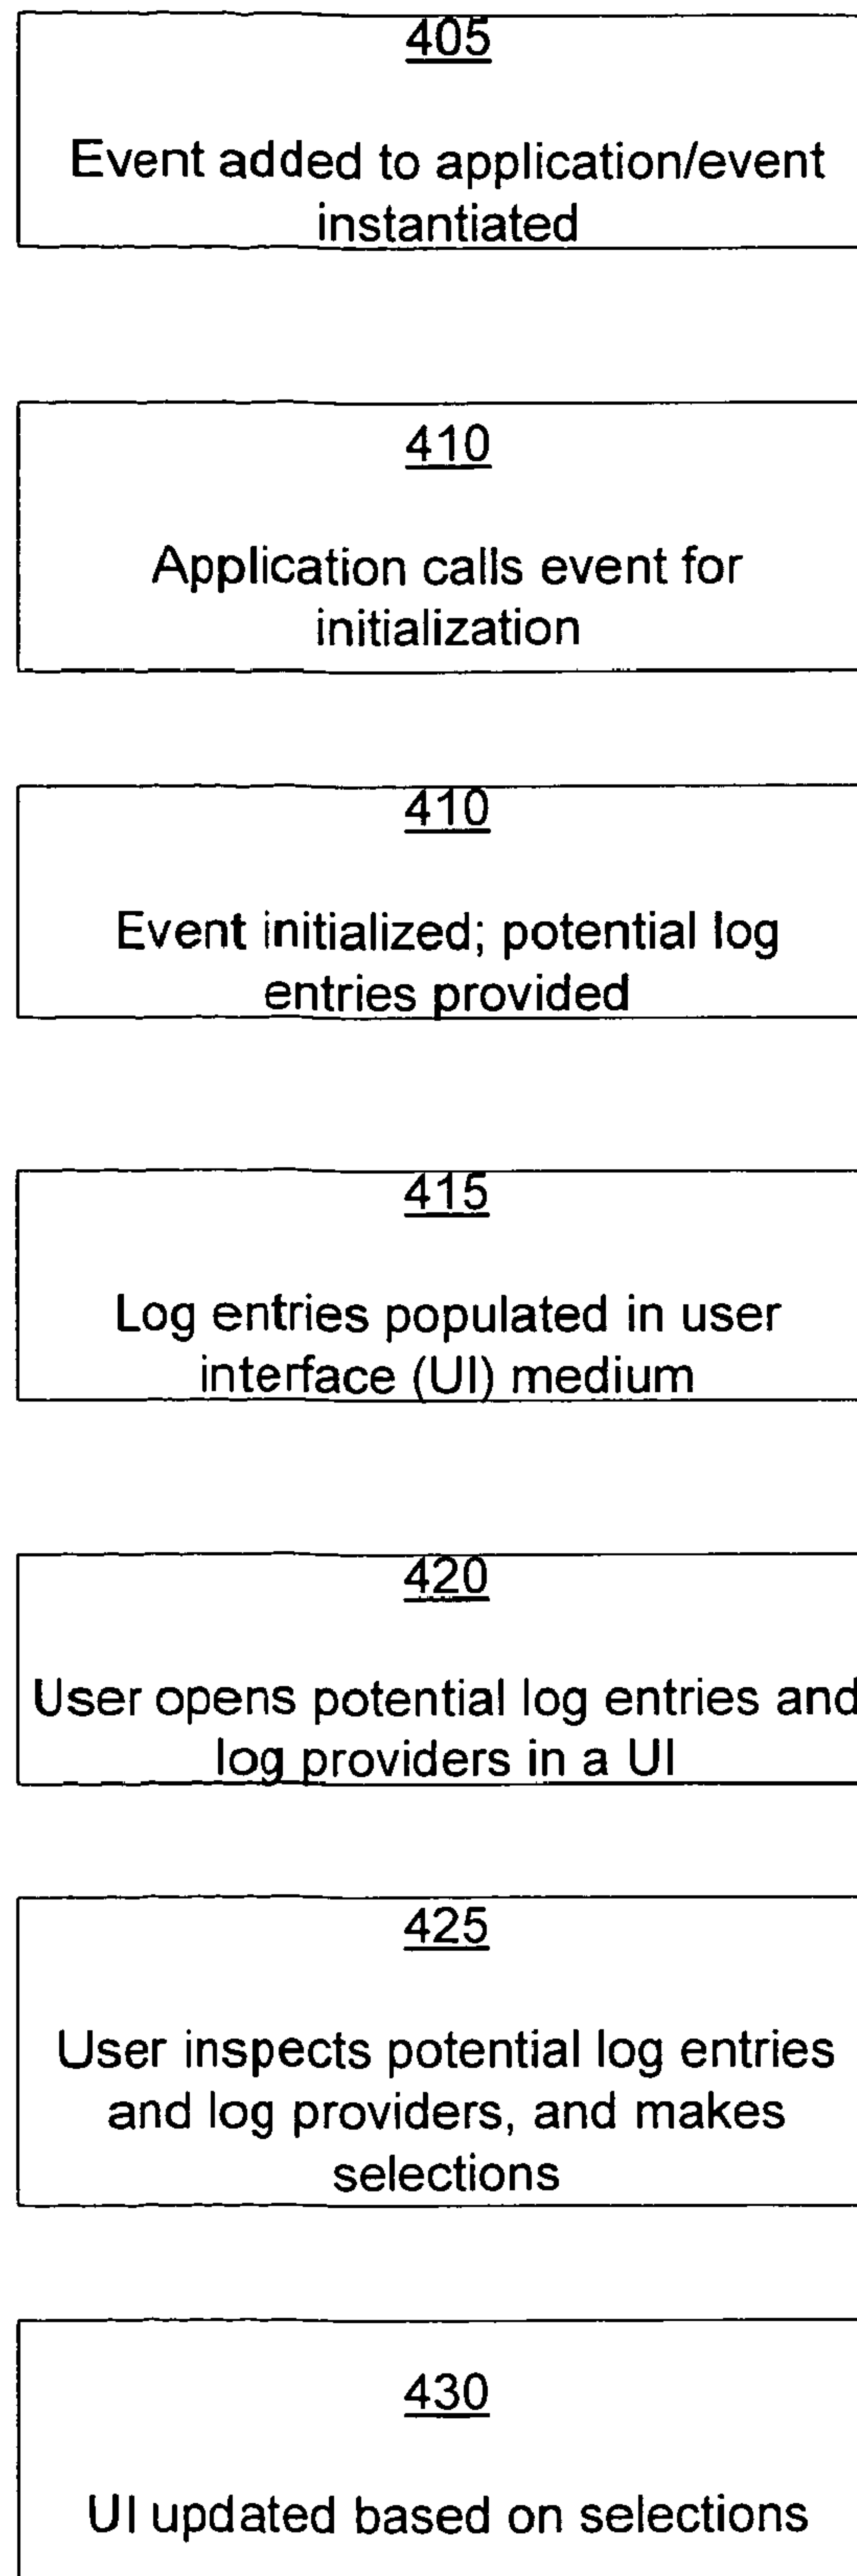 405
Event added to application/event
instantiated
410
Application calls event for
initialization
410
Event initialized; potential log
entries provided
415
Log entries populated in user
interface (UI) medium
420
User opens potential log entries and
log providers in a UI
425
User inspects potential log entries
and log providers, and makes
selections
430
UI updated based on selections